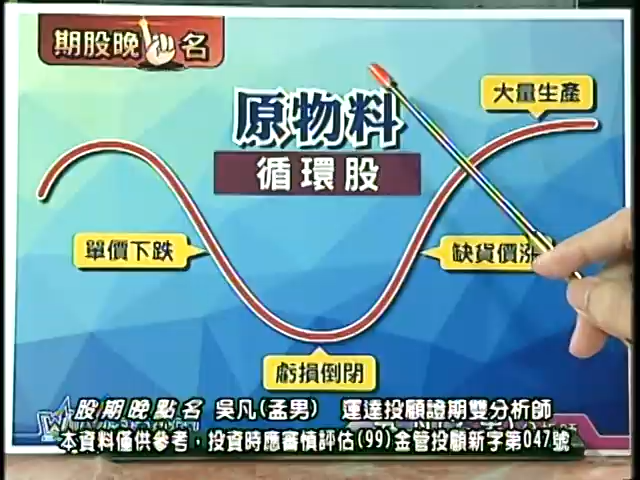 期股晚點名
大量生產
原物料
循環股
單價下跌
缺貨價漲
虧損倒閉
股期晚點名 吳凡(孟男) 運達投顧證期雙分析師
本資料僅供參考，投資時應審慎評估(99)金管投顧新字第047號